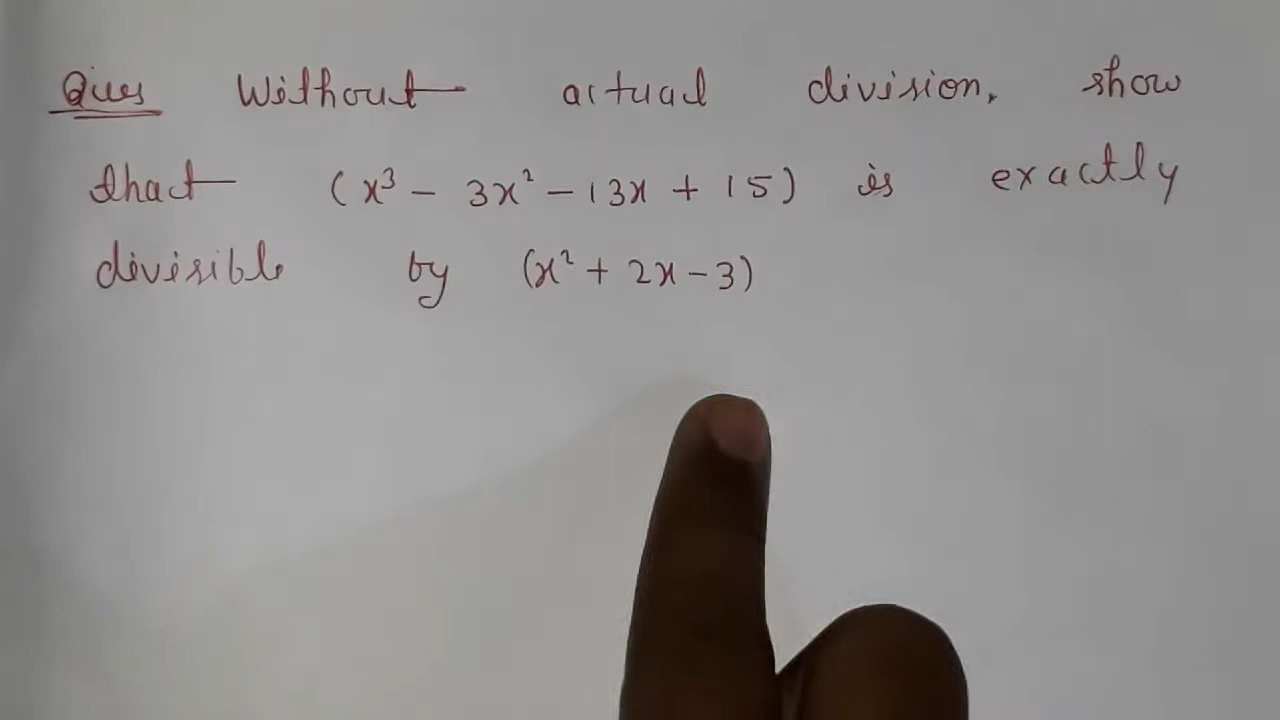 Ques Without actual division, show
that (x³ - 3x² - 13x + 15) is exactly
divisible by (x² + 2x - 3)